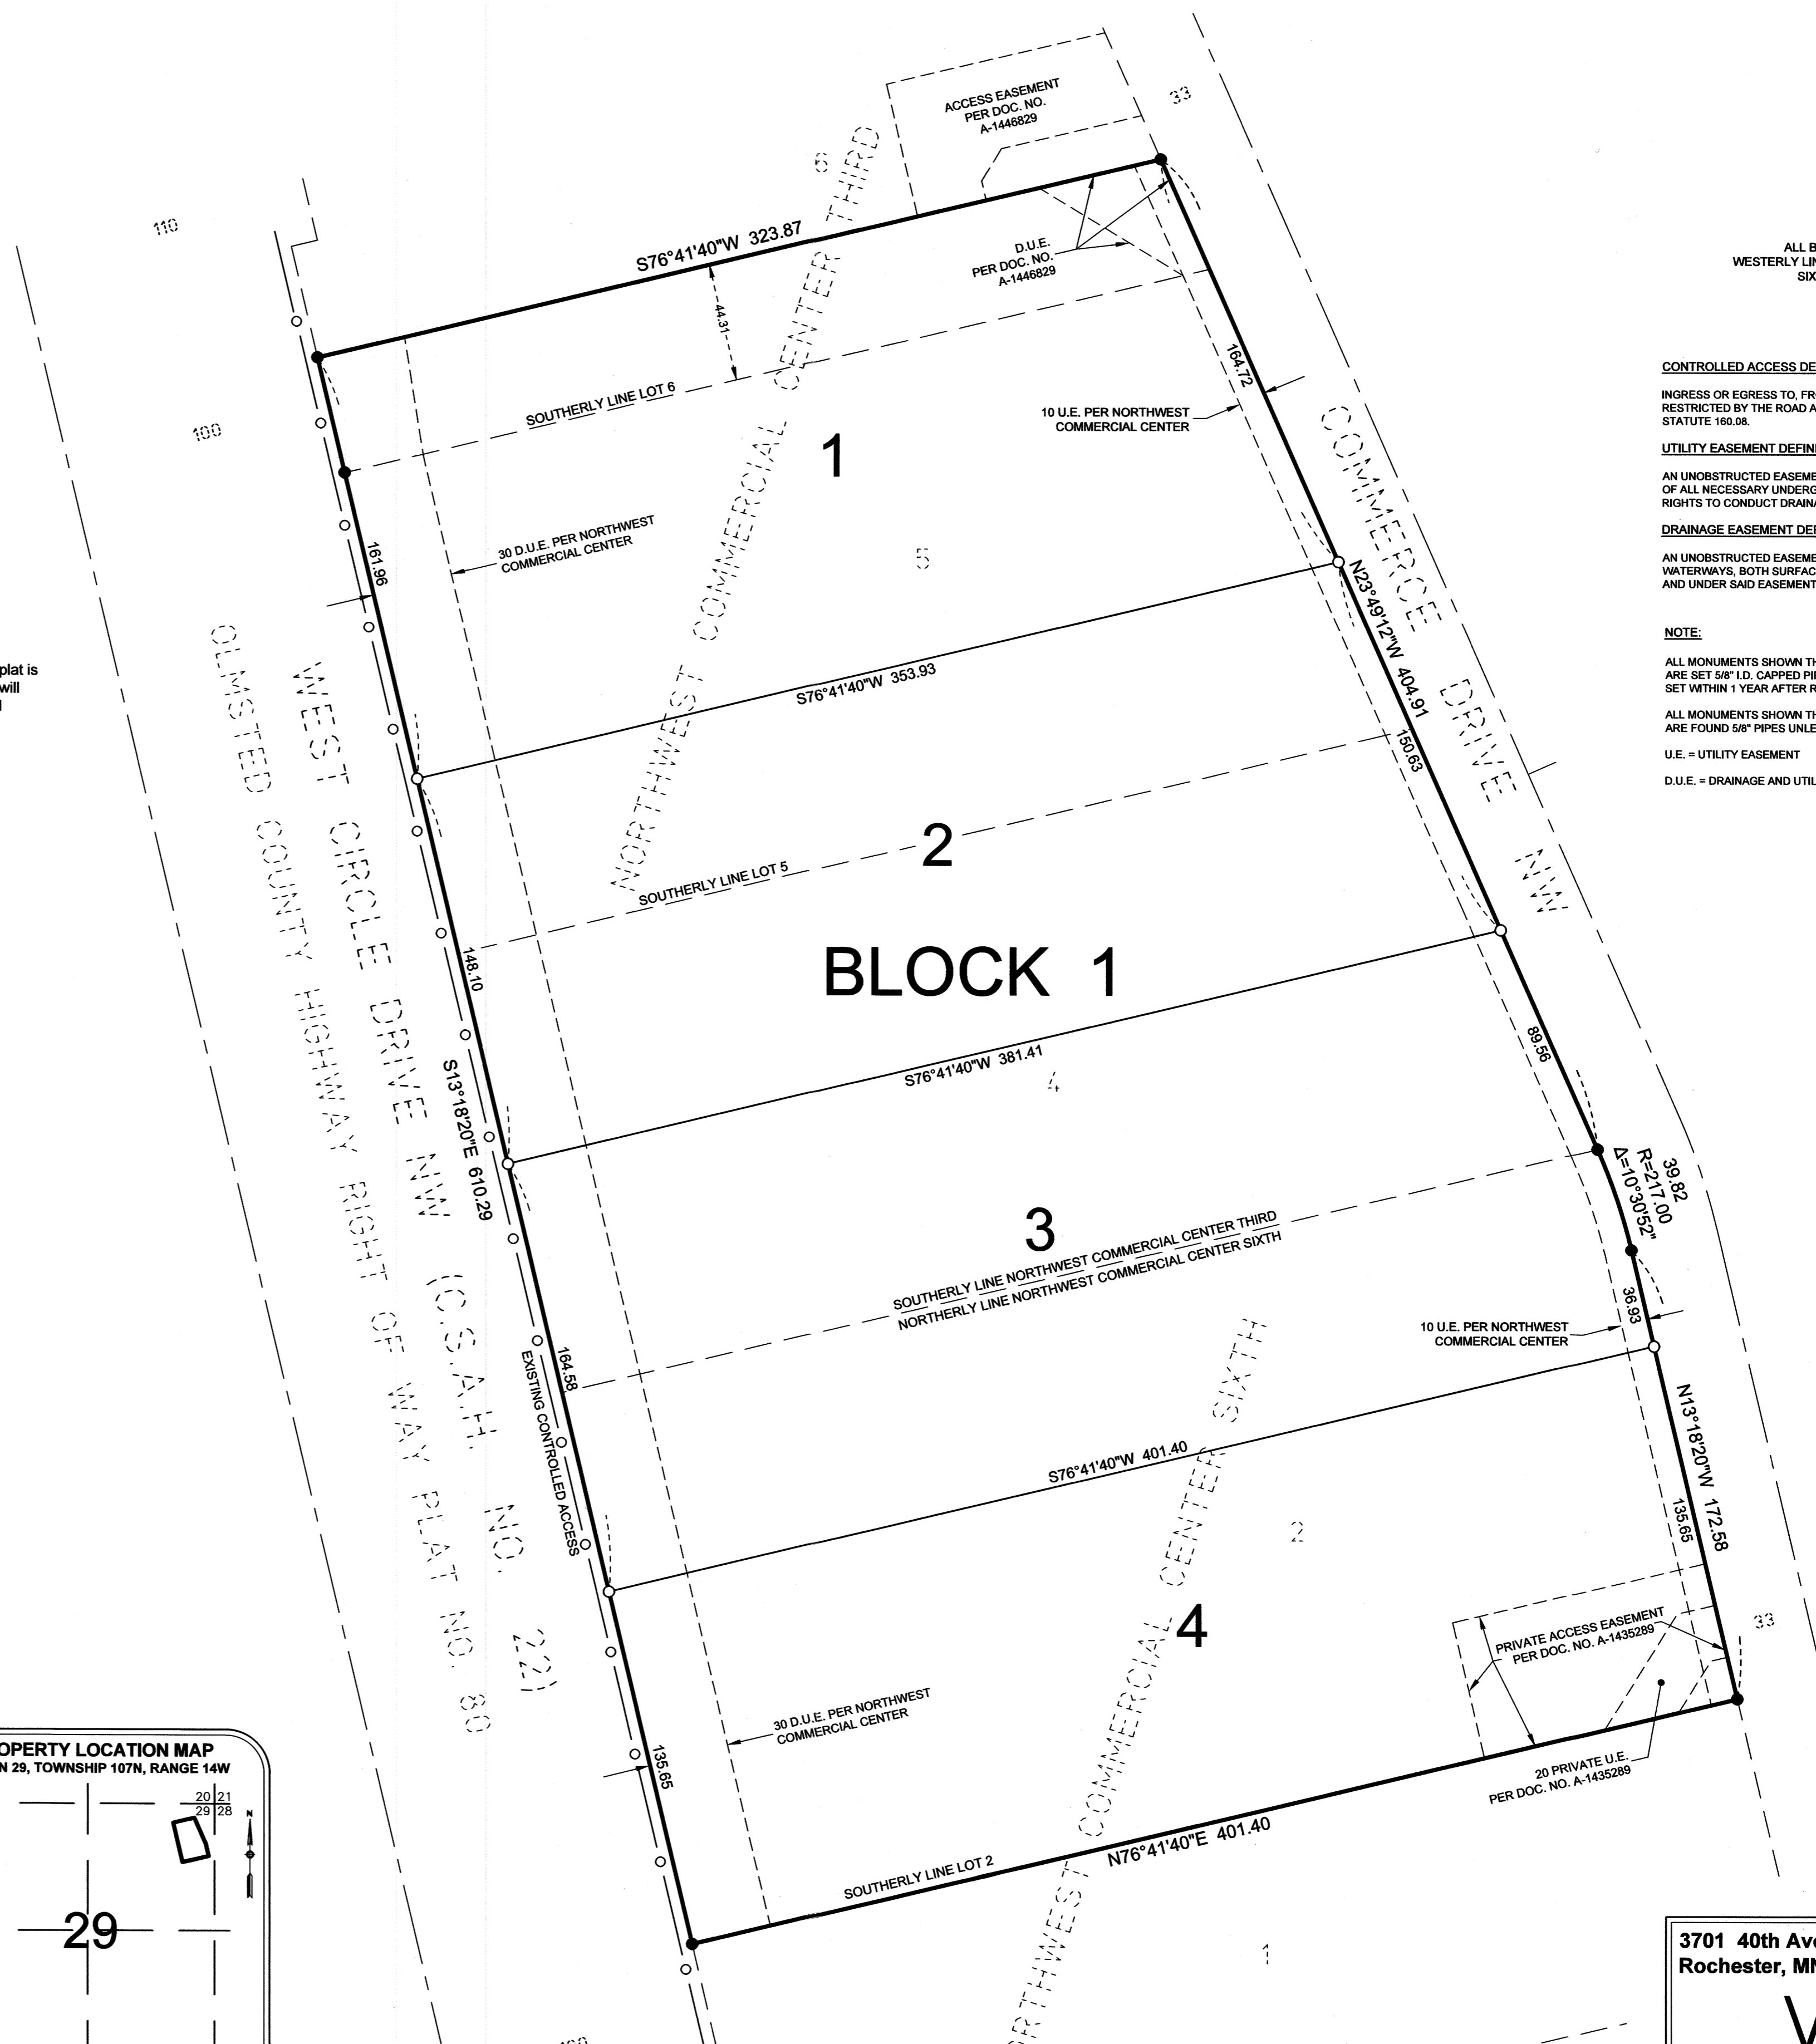 ACCESS EASEMENT
PER DOC. NO.
A-1446829
33
6
110
S76°41'40"W 323.87
D.U.E.
PER DOC. NO.
A-1446829
ALL B
WESTERLY LIN
SIX
44.31
164.72
CONTROLLED ACCESS DE
INGRESS OR EGRESS TO, FR
RESTRICTED BY THE ROAD A
STATUTE 160.08.
SOUTHERLY LINE LOT 6
10 U.E. PER NORTHWEST
COMMERCIAL CENTER
100
1
UTILITY EASEMENT DEFIN
AN UNOBSTRUCTED EASEME
OF ALL NECESSARY UNDERG
RIGHTS TO CONDUCT DRAINA
DRAINAGE EASEMENT DE
AN UNOBSTRUCTED EASEME
WATERWAYS, BOTH SURFAC
AND UNDER SAID EASEMENT
30 D.U.E. PER NORTHWEST
COMMERCIAL CENTER
161.96
5
NORTHWEST COMMERCIAL CENTER THIRD
COMMERCE DRIVE NW
N23°49'12"W 404.91
NOTE:
ALL MONUMENTS SHOWN TH
ARE SET 5/8" I.D. CAPPED PI
SET WITHIN 1 YEAR AFTER R
ALL MONUMENTS SHOWN TH
ARE FOUND 5/8" PIPES UNLE
U.E. = UTILITY EASEMENT
D.U.E. = DRAINAGE AND UTIL
plat is
will
S76°41'40"W 353.93
150.63
2
SOUTHERLY LINE LOT 5
148.10
BLOCK 1
WEST CIRCLE DRIVE NW (C.S.A.H. NO. 22)
OLMSTED COUNTY HIGHWAY RIGHT OF WAY PLAT NO. 80
S13°18'20"E 610.29
S76°41'40"W 381.41
4
89.56
39.82
R=217.00
Δ=10°30'52"
3
SOUTHERLY LINE NORTHWEST COMMERCIAL CENTER THIRD
NORTHERLY LINE NORTHWEST COMMERCIAL CENTER SIXTH
36.93
10 U.E. PER NORTHWEST
COMMERCIAL CENTER
164.58
EXISTING CONTROLLED ACCESS
S76°41'40"W 401.40
N13°18'20"W 172.58
135.65
2
4
NORTHWEST COMMERCIAL CENTER SIXTH
PRIVATE ACCESS EASEMENT
PER DOC. NO. A-1435289
33
30 D.U.E. PER NORTHWEST
COMMERCIAL CENTER
135.65
20 PRIVATE U.E.
PER DOC. NO. A-1435289
N76°41'40"E 401.40
SOUTHERLY LINE LOT 2
1
OPERTY LOCATION MAP
N 29, TOWNSHIP 107N, RANGE 14W
20 21
29 28
N
29
3701 40th Ave
Rochester, MN